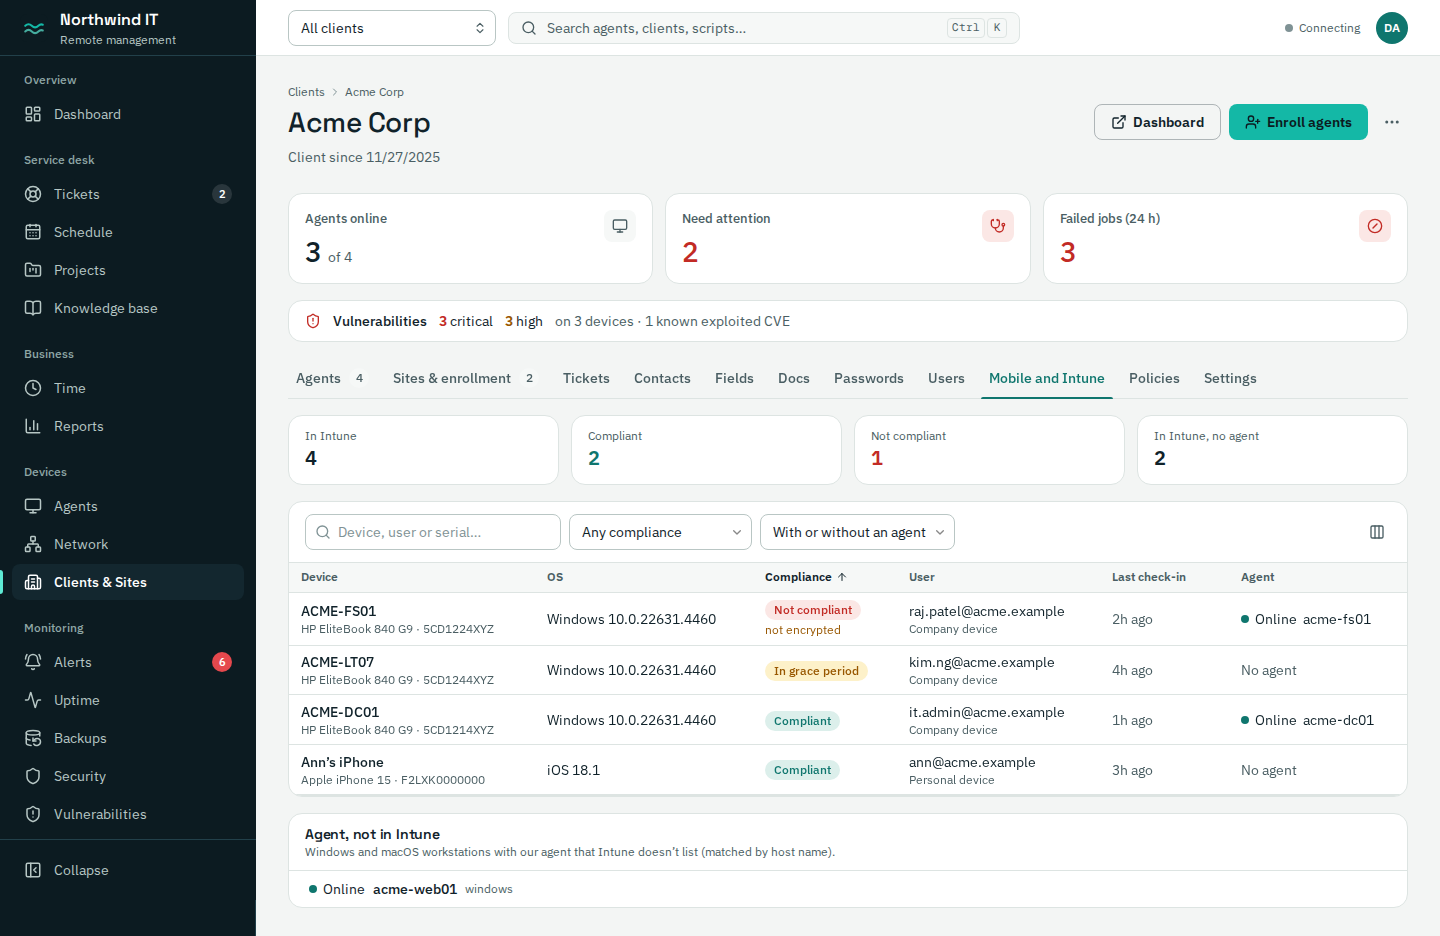 Northwind IT
Remote management
Overview
Dashboard
Service desk
Tickets 2
Schedule
Projects
Knowledge base
Business
Time
Reports
Devices
Agents
Network
Clients & Sites
Monitoring
Alerts 6
Uptime
Backups
Security
Vulnerabilities
Collapse
All clients
Search agents, clients, scripts... Ctrl K
Connecting DA
Clients > Acme Corp
Acme Corp
Client since 11/27/2025
Dashboard Enroll agents ...
Agents online
3 of 4
Need attention
2
Failed jobs (24 h)
3
Vulnerabilities 3 critical 3 high on 3 devices · 1 known exploited CVE
Agents 4 Sites & enrollment 2 Tickets Contacts Fields Docs Passwords Users Mobile and Intune Policies Settings
In Intune
4
Compliant
2
Not compliant
1
In Intune, no agent
2
Device, user or serial... Any compliance With or without an agent
Device OS Compliance ↑ User Last check-in Agent
ACME-FS01
HP EliteBook 840 G9 · 5CD1224XYZ
Windows 10.0.22631.4460
Not compliant
not encrypted
raj.patel@acme.example
Company device
2h ago
Online acme-fs01
ACME-LT07
HP EliteBook 840 G9 · 5CD1244XYZ
Windows 10.0.22631.4460
In grace period
kim.ng@acme.example
Company device
4h ago
No agent
ACME-DC01
HP EliteBook 840 G9 · 5CD1214XYZ
Windows 10.0.22631.4460
Compliant
it.admin@acme.example
Company device
1h ago
Online acme-dc01
Ann’s iPhone
Apple iPhone 15 · F2LXK0000000
iOS 18.1
Compliant
ann@acme.example
Personal device
3h ago
No agent
Agent, not in Intune
Windows and macOS workstations with our agent that Intune doesn’t list (matched by host name).
Online acme-web01 windows